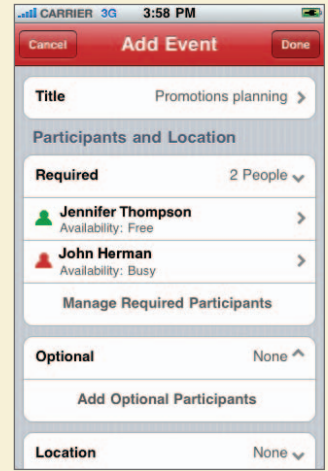 CARRIER 3G 3:58 PM
Cancel Add Event Done
Title Promotions planning
Participants and Location
Required 2 People
Jennifer Thompson
Availability: Free
John Herman
Availability: Busy
Manage Required Participants
Optional None
Add Optional Participants
Location None